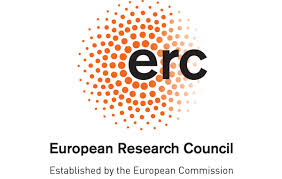 erc
European Research Council
Established by the European Commission